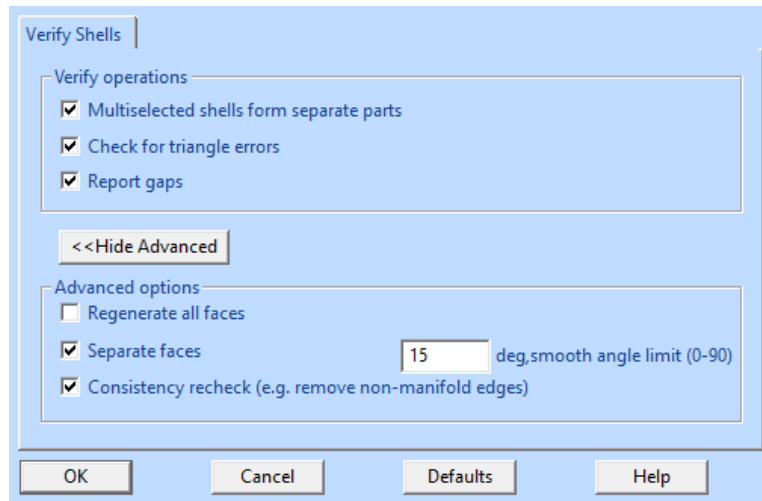 Verify Shells
Verify operations
Multiselected shells form separate parts
Check for triangle errors
Report gaps
<<Hide Advanced
Advanced options
Regenerate all faces
Separate faces 15 deg,smooth angle limit (0-90)
Consistency recheck (e.g. remove non-manifold edges)
OK Cancel Defaults Help